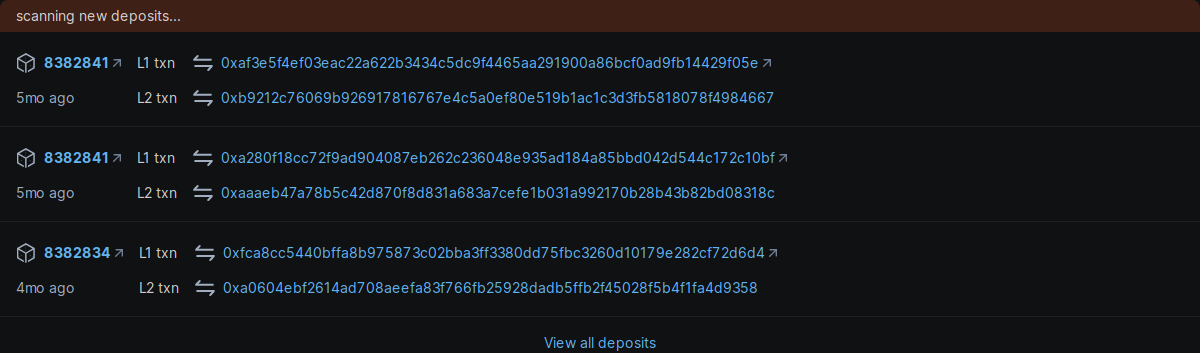 scanning new deposits...
8382841 L1 txn 0xaf3e5f4ef03eac22a622b3434c5dc9f4465aa291900a86bcf0ad9fb14429f05e
5mo ago L2 txn 0xb9212c76069b926917816767e4c5a0ef80e519b1ac1c3d3fb5818078f4984667
8382841 L1 txn 0xa280f18cc72f9ad904087eb262c236048e935ad184a85bbd042d544c172c10bf
5mo ago L2 txn 0xaaaeb47a78b5c42d870f8d831a683a7cefe1b031a992170b28b43b82bd08318c
8382834 L1 txn 0xfca8cc5440bffa8b975873c02bba3ff3380dd75fbc3260d10179e282cf72d6d4
4mo ago L2 txn 0xa0604ebf2614ad708aeefa83f766fb25928dadb5ffb2f45028f5b4f1fa4d9358
View all deposits